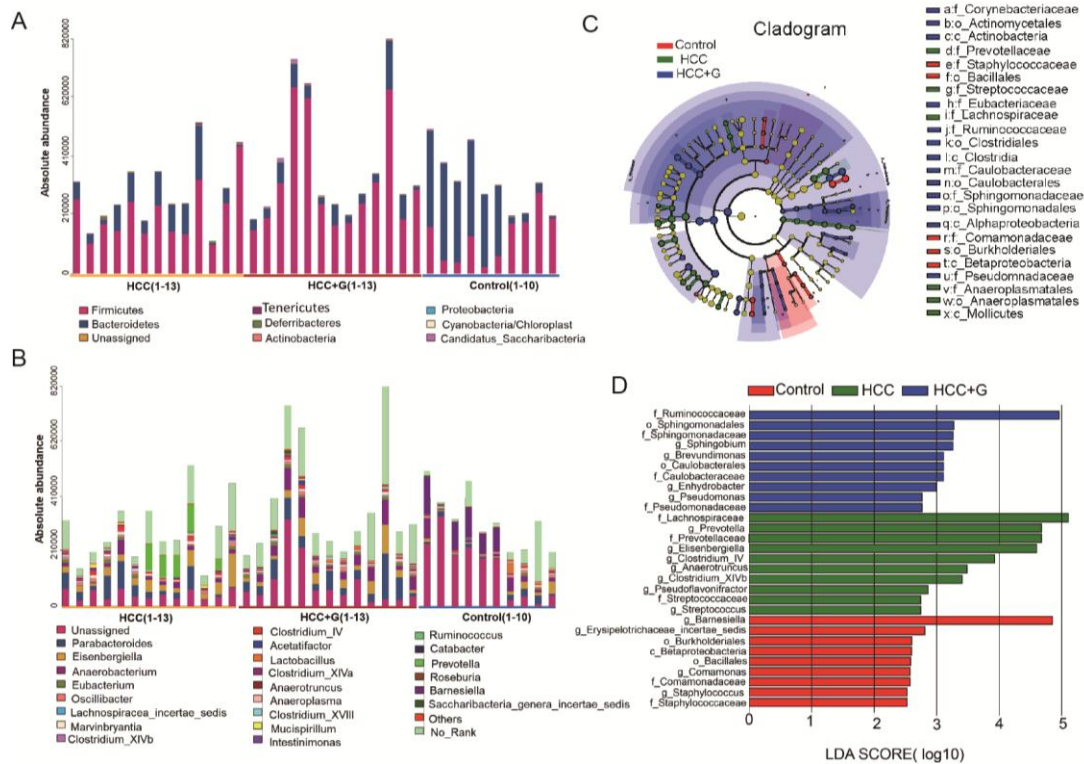 A
Absolute abundance
820000
620000
410000
210000
0
HCC(1-13)
HCC+G(1-13)
Control(1-10)
Firmicutes
Bacteroidetes
Unassigned
Tenericutes
Deferribacteres
Actinobacteria
Proteobacteria
Cyanobacteria/Chloroplast
Candidatus_Saccharibacteria
B
Absolute abundance
820000
620000
410000
210000
0
HCC(1-13)
HCC+G(1-13)
Control(1-10)
Unassigned
Parabacteroides
Eisenbergiella
Anaerobacterium
Eubacterium
Oscillibacter
Lachnospiracea_incertae_sedis
Marvinbryantia
Clostridium_XIVb
Clostridium_IV
Acetatifactor
Lactobacillus
Clostridium_XIVa
Anaerotruncus
Anaeroplasma
Clostridium_XVIII
Mucispirillum
Intestinimonas
Ruminococcus
Catabacter
Prevotella
Roseburia
Barnesiella
Saccharibacteria_genera_incertae_sedis
Others
No_Rank
C
Cladogram
Control
HCC
HCC+G
a:f_Corynebacteriaceae
b:o_Actinomycetales
c:c_Actinobacteria
d:f_Prevotellaceae
e:f_Staphylococcaceae
f:o_Bacillales
g:f_Streptococcaceae
h:f_Eubacteriaceae
i:f_Lachnospiraceae
j:f_Ruminococcaceae
k:o_Clostridiales
l:c_Clostridia
m:f_Caulobacteraceae
n:o_Caulobacterales
o:f_Sphingomonadaceae
p:o_Sphingomonadales
q:c_Alphaproteobacteria
r:f_Comamonadaceae
s:o_Burkholderiales
t:c_Betaproteobacteria
u:f_Pseudomnadaceae
v:f_Anaeroplasmatales
w:o_Anaeroplasmatales
x:c_Mollicutes
D
Control
HCC
HCC+G
f_Ruminococcaceae
o_Sphingomonadales
f_Sphingomonadaceae
g_Sphingobium
g_Brevundimonas
o_Caulobacterales
f_Caulobacteraceae
g_Enhydrobacter
g_Pseudomonas
f_Pseudomonadaceae
f_Lachnospiraceae
g_Prevotella
f_Prevotellaceae
g_Elisenbergiella
g_Clostridium_IV
g_Anaerotruncus
g_Clostridium_XIVb
g_Pseudoflavonifractor
f_Streptococcaceae
g_Streptococcus
g_Barnesiella
g_Erysipelotrichaceae_incertae_sedis
o_Burkholderiales
c_Betaproteobacteria
o_Bacillales
g_Comamonas
f_Comamonadaceae
g_Staphylococcus
f_Staphylococcaceae
0 1 2 3 4 5
LDA SCORE( log10)